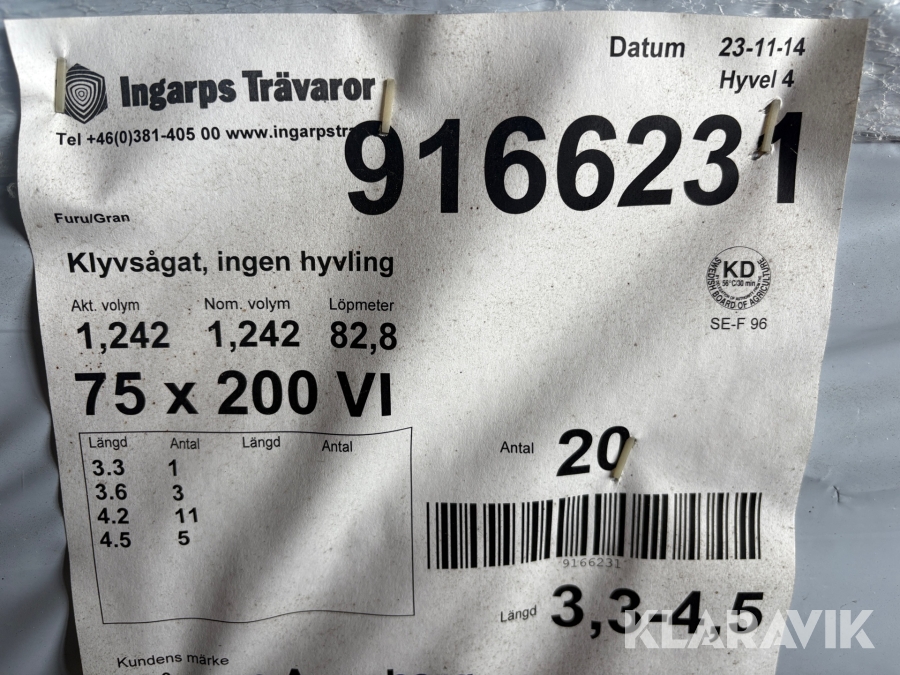 Ingarps Trävaror
Datum 23-11-14
Hyvel 4
Tel +46(0)381-405 00 www.ingarpstra
9166231
Furu/Gran
Klyvsågat, ingen hyvling
KD
56°C/30 min
SWEDISH BOARD OF AGRICULTURE
SE-F 96
Akt. volym Nom. volym Löpmeter
1,242 1,242 82,8
75 x 200 VI
Längd Antal Längd Antal
3.3 1
3.6 3
4.2 11
4.5 5
Antal 20
9166231
Längd 3,3-4,5
KLARAVIK
Kundens märke